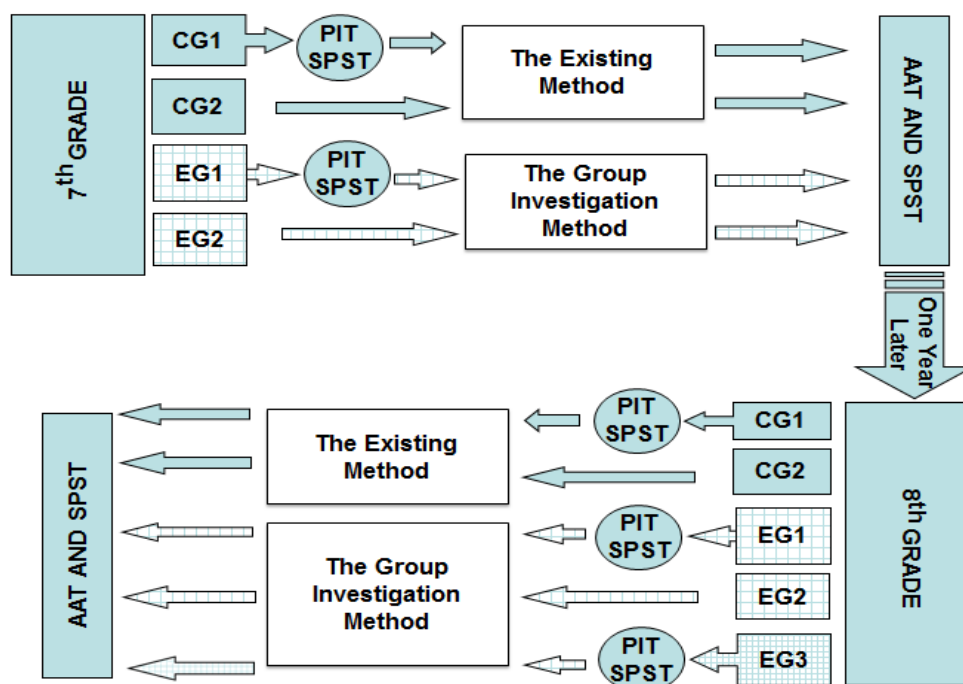 7th GRADE
CG1
PIT
SPST
The Existing
Method
CG2
EG1
PIT
SPST
The Group
Investigation
Method
EG2
AAT AND SPST
One Year
Later
8th GRADE
CG1
PIT
SPST
The Existing
Method
CG2
EG1
PIT
SPST
The Group
Investigation
Method
EG2
EG3
PIT
SPST
AAT AND SPST